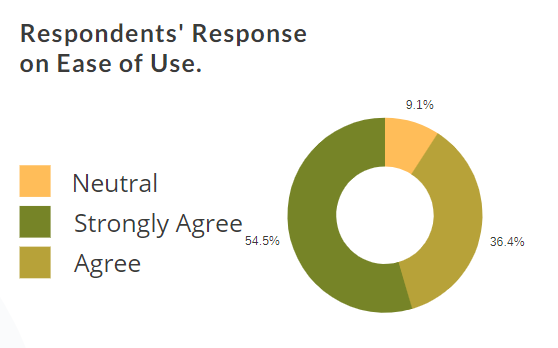 Respondents' Response
on Ease of Use.
9.1%
Neutral
Strongly Agree
54.5%
36.4%
Agree